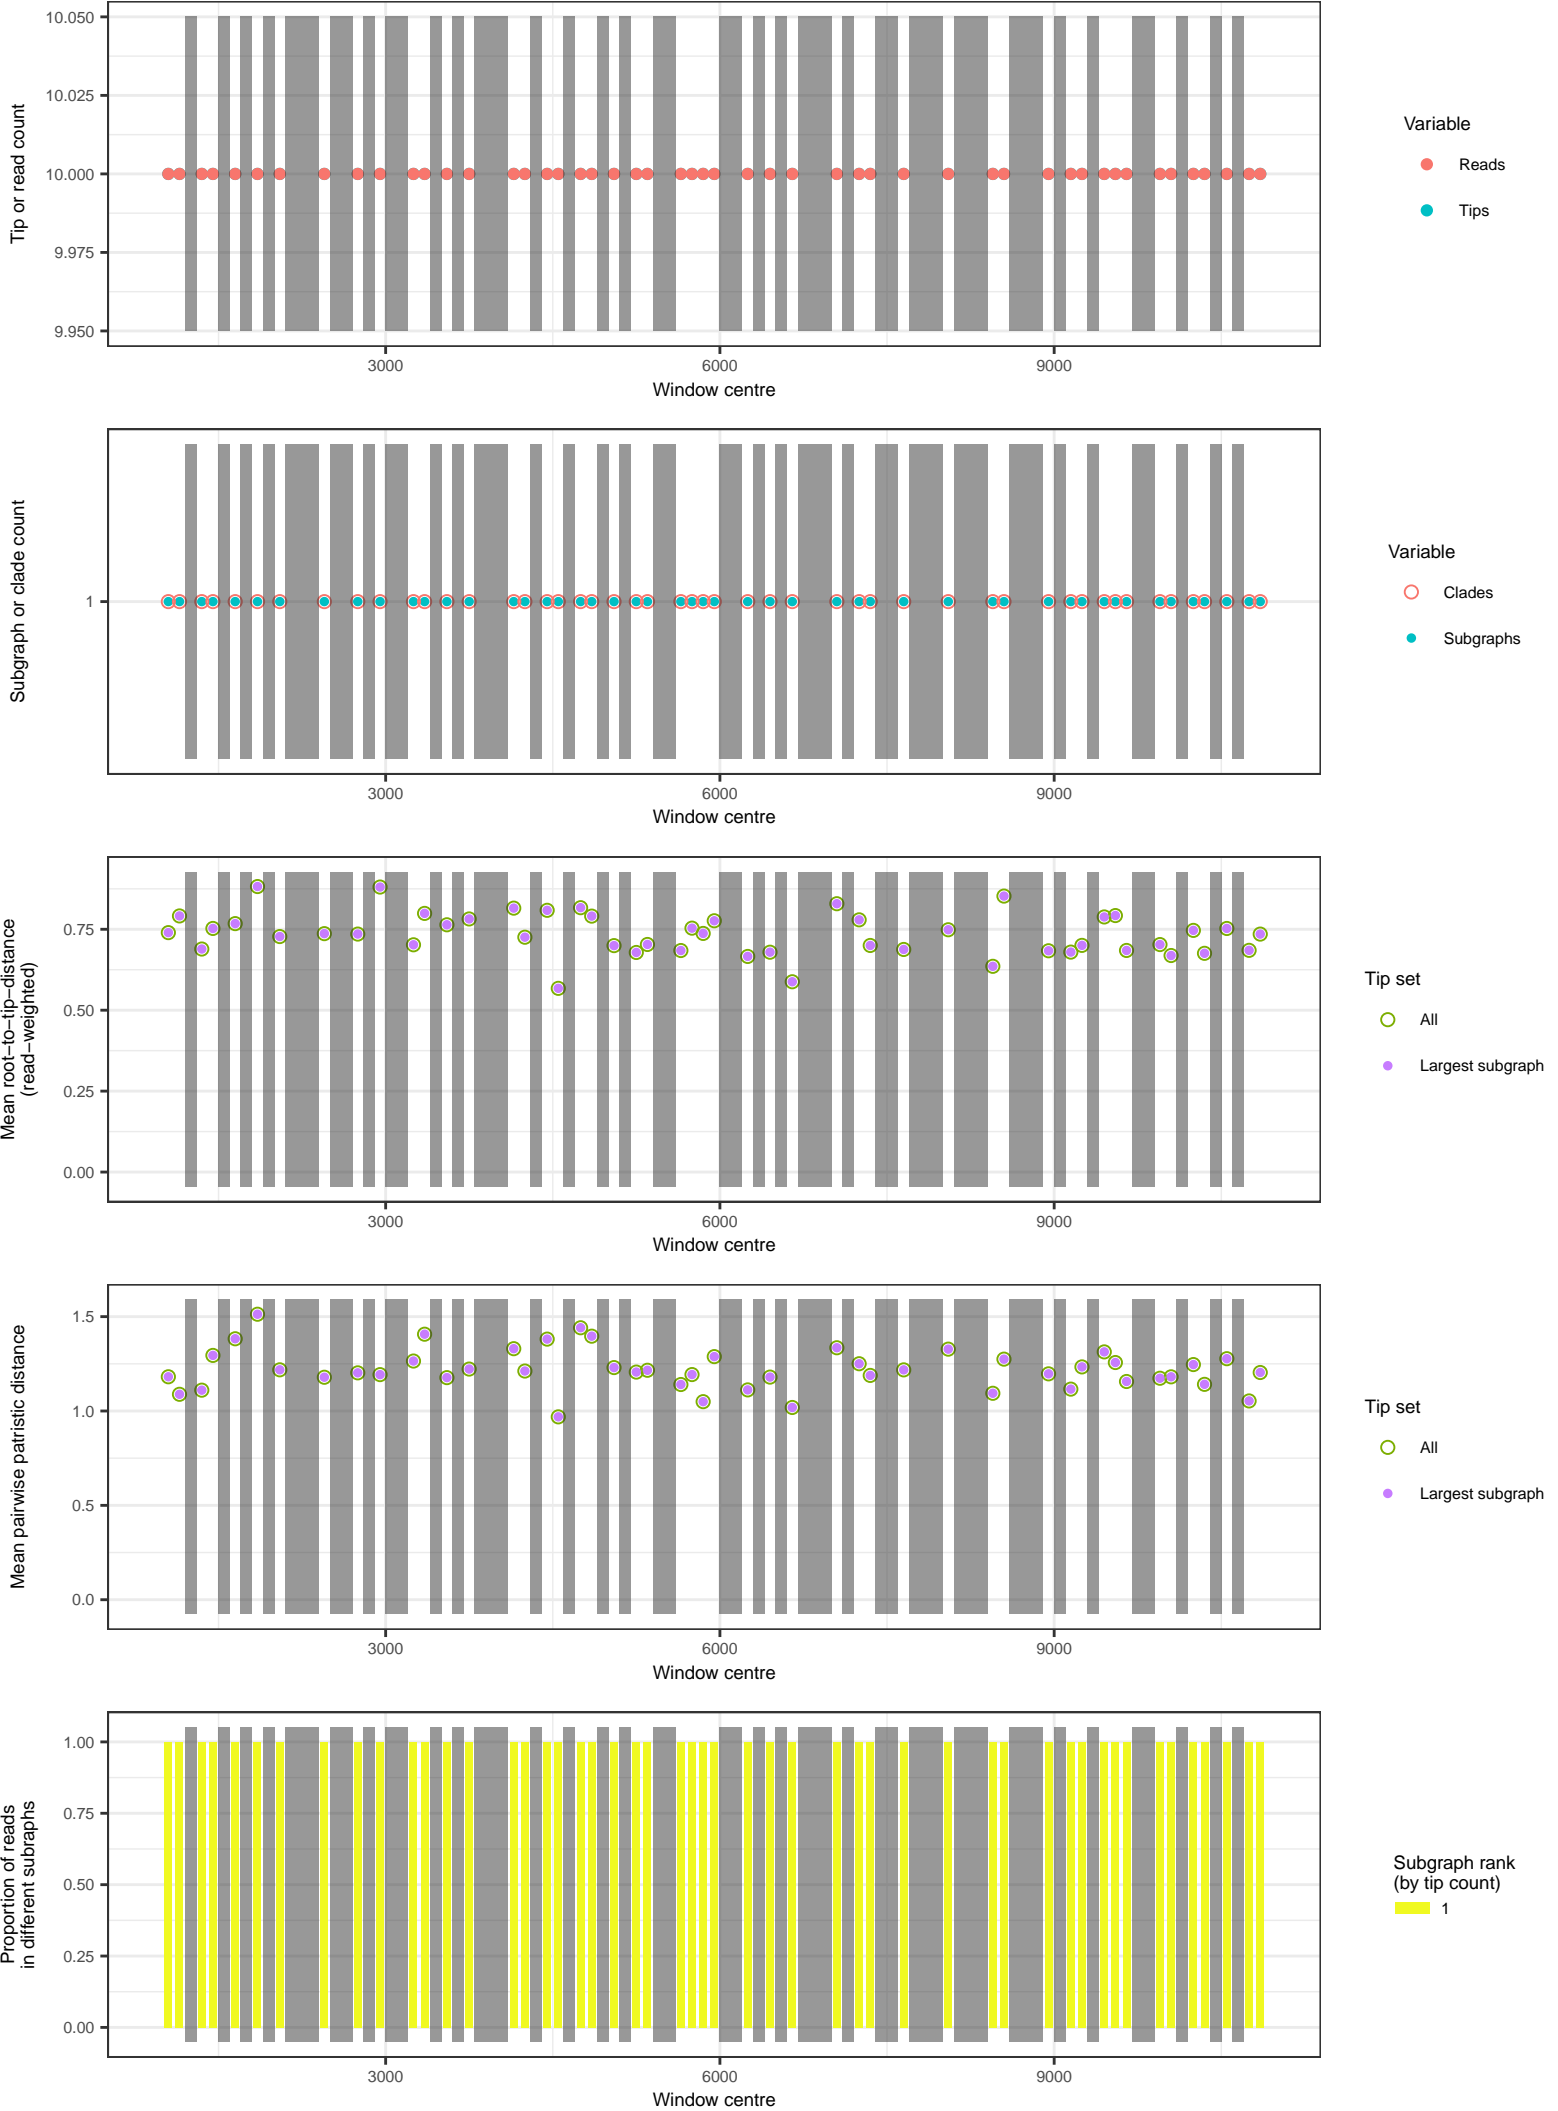 10.050
10.025
10.000
9.975
9.950
Tip or read count
3000 6000 9000
Window centre
Variable
Reads
Tips
Subgraph or clade count
1
3000 6000 9000
Window centre
Variable
Clades
Subgraphs
Mean root−to−tip−distance
(read−weighted)
0.75
0.50
0.25
0.00
3000 6000 9000
Window centre
Tip set
All
Largest subgraph
Mean pairwise patristic distance
1.5
1.0
0.5
0.0
3000 6000 9000
Window centre
Tip set
All
Largest subgraph
Proportion of reads
in different subraphs
1.00
0.75
0.50
0.25
0.00
3000 6000 9000
Window centre
Subgraph rank
(by tip count)
1